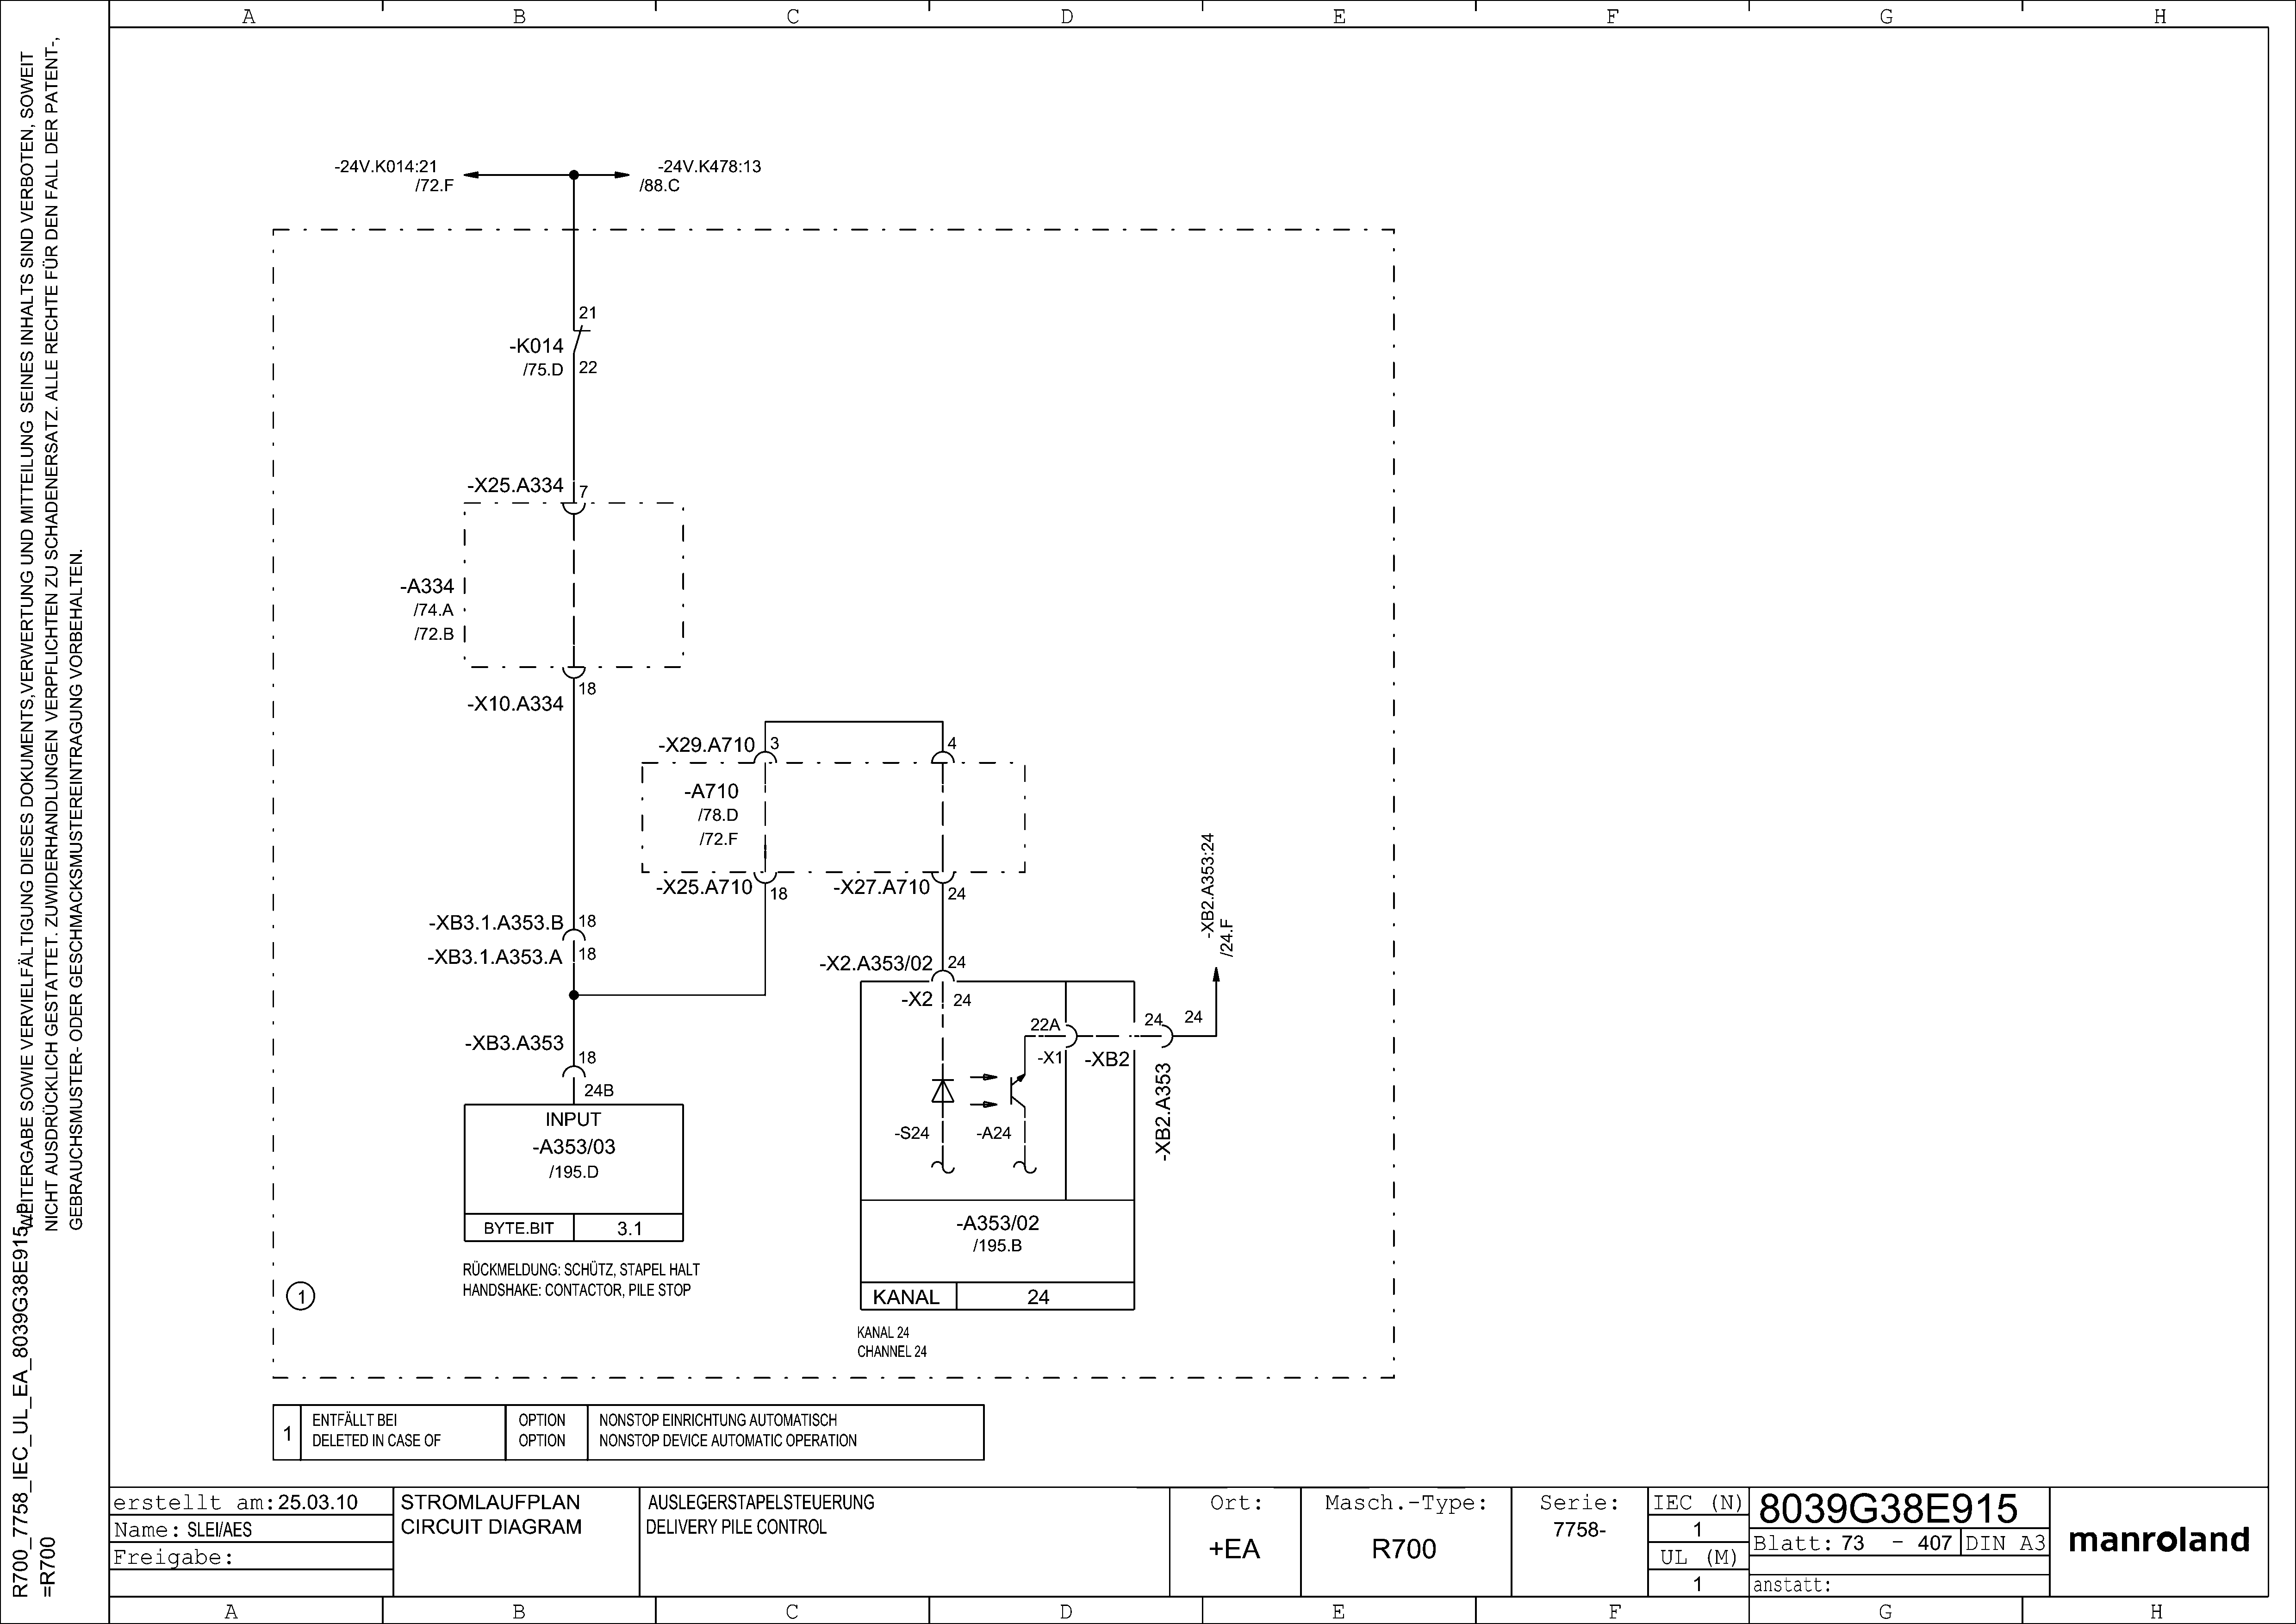 A B C D E F G H
WEITERGABE SOWIE VERVIELFÄLTIGUNG DIESES DOKUMENTS,VERWERTUNG UND MITTEILUNG SEINES INHALTS SIND VERBOTEN, SOWEIT
NICHT AUSDRÜCKLICH GESTATTET. ZUWIDERHANDLUNGEN VERPFLICHTEN ZU SCHADENERSATZ. ALLE RECHTE FÜR DEN FALL DER PATENT-,
GEBRAUCHSMUSTER- ODER GESCHMACKSMUSTEREINTRAGUNG VORBEHALTEN.
=R700
-24V.K014:21
/72.F
-24V.K478:13
/88.C
21
-K014
/75.D
22
-X25.A334
7
-A334
/74.A
/72.B
18
-X10.A334
-X29.A710
3
4
-A710
/78.D
/72.F
-X25.A710
18
-X27.A710
24
-XB2.A353:24
/24.F
-XB3.1.A353.B
18
-XB3.1.A353.A
18
-X2.A353/02
24
-X2
24
22A
24
24
-X1
-XB2
-XB2.A353
-XB3.A353
18
24B
INPUT
-A353/03
/195.D
BYTE.BIT 3.1
-S24
-A24
-A353/02
/195.B
KANAL 24
RÜCKMELDUNG: SCHÜTZ, STAPEL HALT
HANDSHAKE: CONTACTOR, PILE STOP
1
KANAL 24
CHANNEL 24
1
ENTFÄLLT BEI OPTION NONSTOP EINRICHTUNG AUTOMATISCH
DELETED IN CASE OF OPTION NONSTOP DEVICE AUTOMATIC OPERATION
erstellt am: 25.03.10
Name: SLEI/AES
Freigabe:
STROMLAUFPLAN
CIRCUIT DIAGRAM
AUSLEGERSTAPELSTEUERUNG
DELIVERY PILE CONTROL
Ort:
+EA
Masch.-Type:
R700
Serie:
7758-
IEC (N)
1
UL (M)
1
8039G38E915
Blatt: 73 - 407 DIN A3
anstatt:
manroland
A B C D E F G H